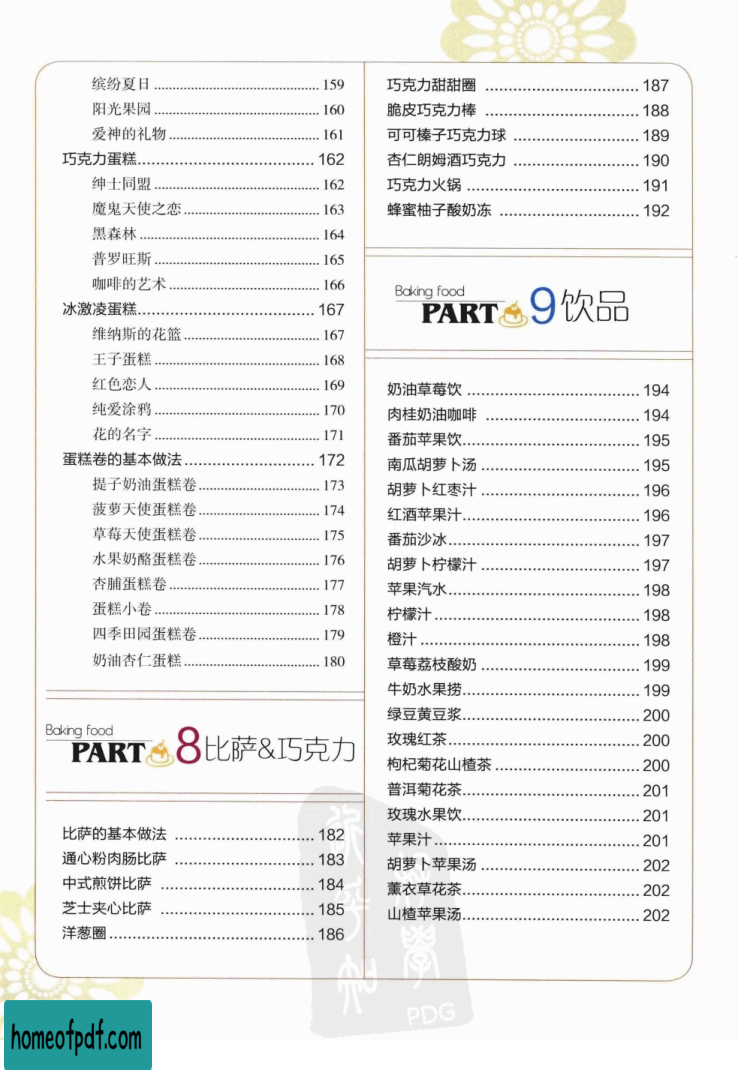 缤纷夏日 159
阳光果园 160
爱神的礼物 161
巧克力蛋糕 162
绅士同盟 162
魔鬼天使之恋 163
黑森林 164
普罗旺斯 165
咖啡的艺术 166
冰激凌蛋糕 167
维纳斯的花篮 167
王子蛋糕 168
红色恋人 169
纯爱涂鸦 170
花的名字 171
蛋糕卷的基本做法 172
提子奶油蛋糕卷 173
菠萝天使蛋糕卷 174
草莓天使蛋糕卷 175
水果奶酪蛋糕卷 176
杏脯蛋糕卷 177
蛋糕小卷 178
四季田园蛋糕卷 179
奶油杏仁蛋糕 180
Baking food
PART 8 比萨&巧克力
比萨的基本做法 182
通心粉肉肠比萨 183
中式煎饼比萨 184
芝士夹心比萨 185
洋葱圈 186
巧克力甜甜圈 187
脆皮巧克力棒 188
可可榛子巧克力球 189
杏仁朗姆酒巧克力 190
巧克力火锅 191
蜂蜜柚子酸奶冻 192
Baking food
PART 9 饮品
奶油草莓饮 194
肉桂奶油咖啡 194
番茄苹果饮 195
南瓜胡萝卜汤 195
胡萝卜红枣汁 196
红酒苹果汁 196
番茄沙冰 197
胡萝卜柠檬汁 197
苹果汽水 198
柠檬汁 198
橙汁 198
草莓荔枝酸奶 199
牛奶水果捞 199
绿豆黄豆浆 200
玫瑰红茶 200
枸杞菊花山楂茶 200
普洱菊花茶 201
玫瑰水果饮 201
苹果汁 201
胡萝卜苹果汤 202
薰衣草花茶 202
山楂苹果汤 202
PDG
homeofpdf.com